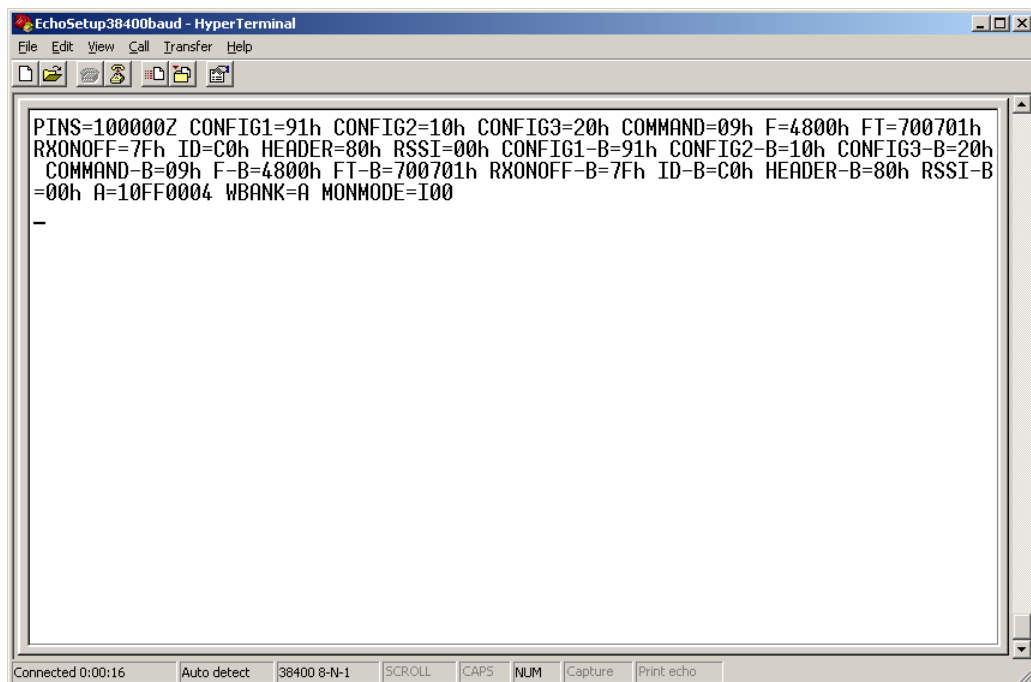 EchoSetup38400baud - HyperTerminal
File Edit View Call Transfer Help
PINS=100000Z CONFIG1=91h CONFIG2=10h CONFIG3=20h COMMAND=09h F=4800h FT=700701h
RXONOFF=7Fh ID=C0h HEADER=80h RSSI=00h CONFIG1-B=91h CONFIG2-B=10h CONFIG3-B=20h
COMMAND-B=09h F-B=4800h FT-B=700701h RXONOFF-B=7Fh ID-B=C0h HEADER-B=80h RSSI-B
=00h A=10FF0004 WBANK=A MONMODE=I00
Connected 0:00:16 Auto detect 38400 8-N-1 SCROLL CAPS NUM Capture Print echo